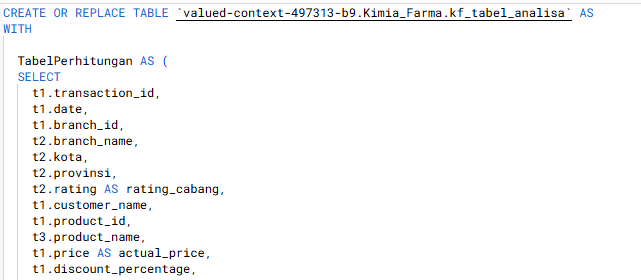 CREATE OR REPLACE TABLE `valued-context-497313-b9.Kimia_Farma.kf_tabel_analisa` AS
WITH
TabelPerhitungan AS (
SELECT
t1.transaction_id,
t1.date,
t1.branch_id,
t2.branch_name,
t2.kota,
t2.provinsi,
t2.rating AS rating_cabang,
t1.customer_name,
t1.product_id,
t3.product_name,
t1.price AS actual_price,
t1.discount_percentage,